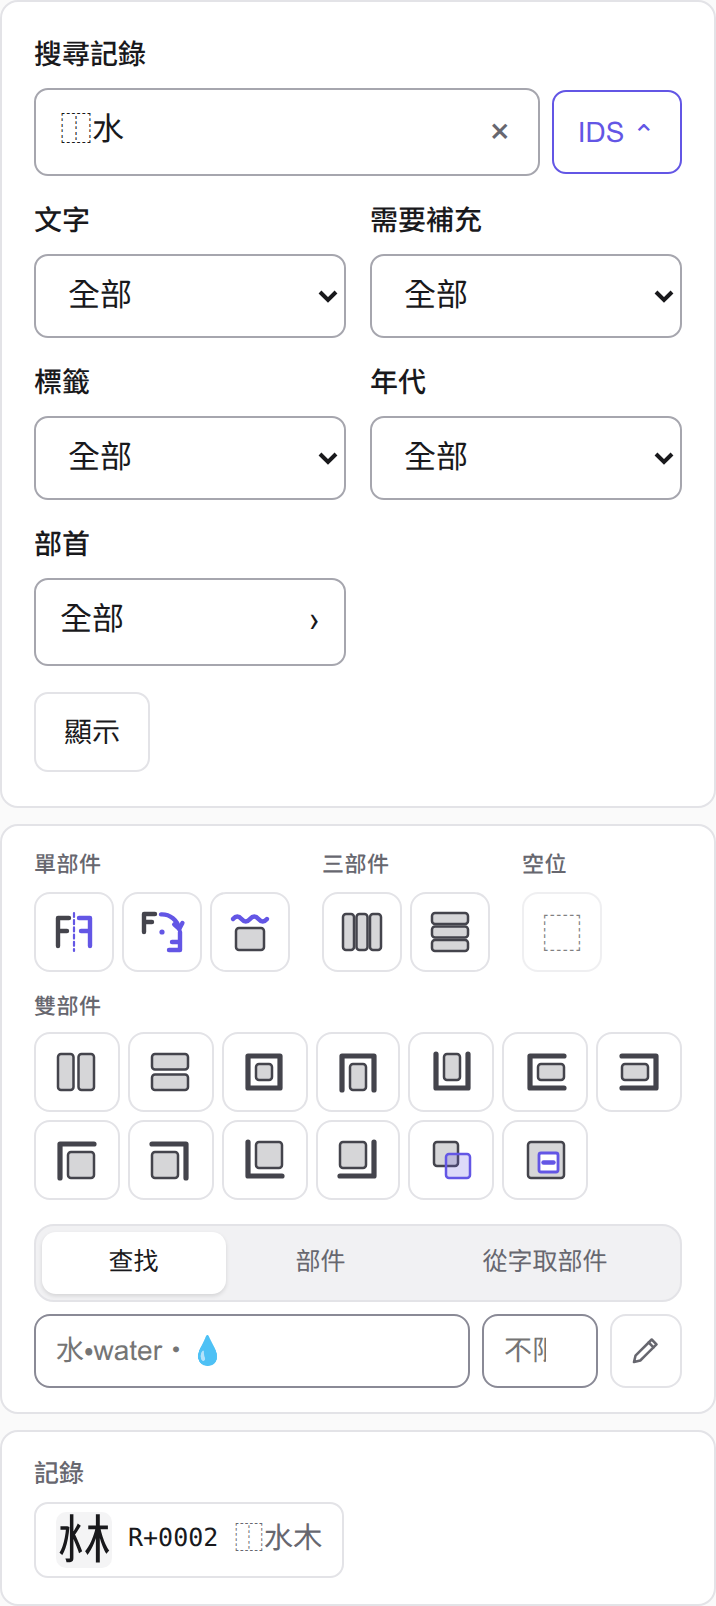 搜尋記錄
⿰水 × IDS ^
文字 需要補充
全部 全部
標籤 年代
全部 全部
部首
全部 ›
顯示
單部件 三部件 空位
雙部件
查找 部件 從字取部件
水•water・💧 不限
記錄
R+0002 ⿰水木